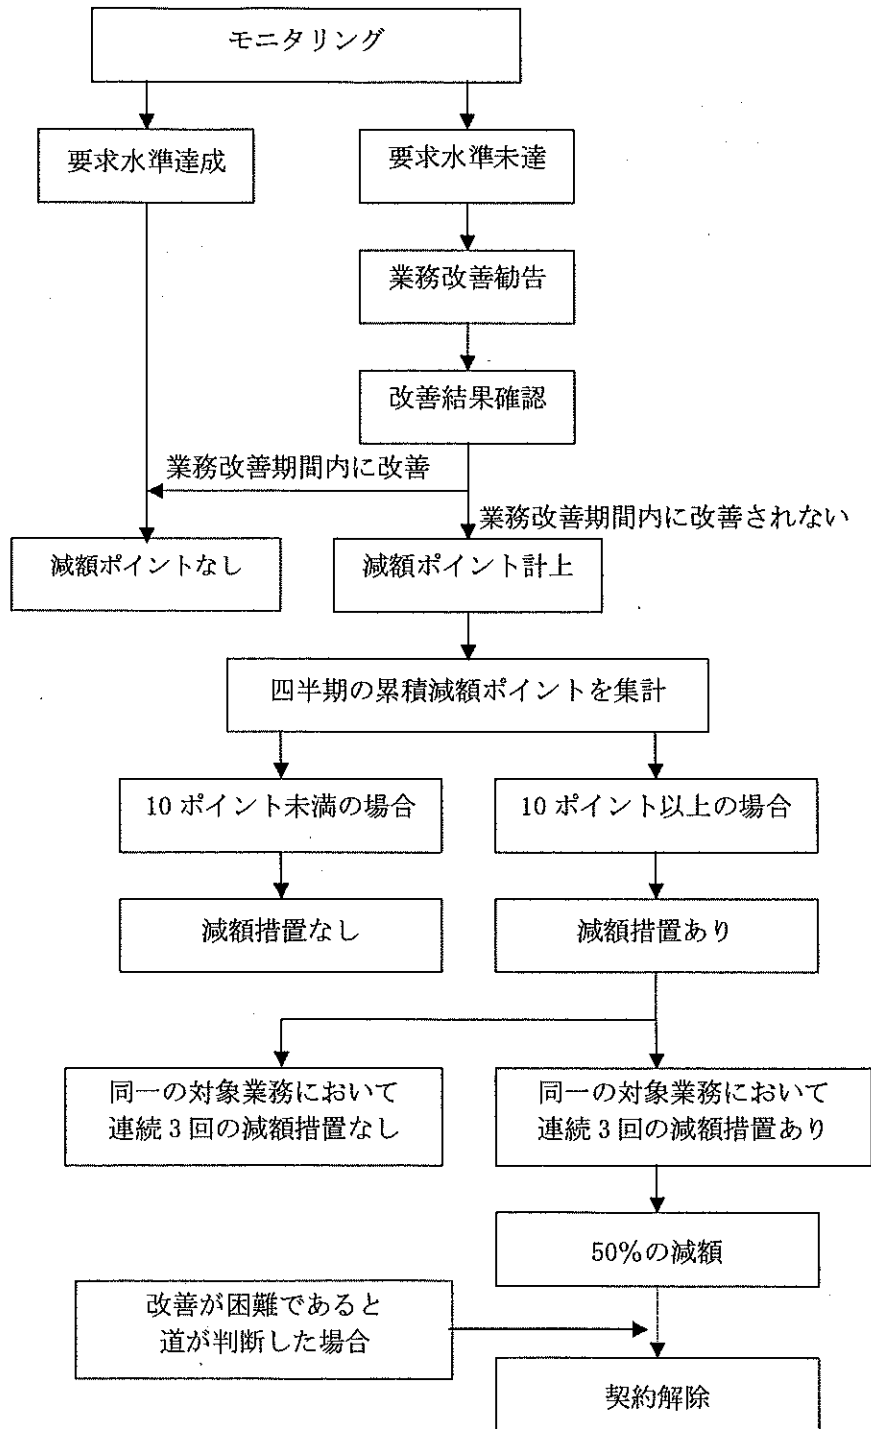 モニタリング
要求水準達成
要求水準未達
業務改善勧告
改善結果確認
業務改善期間内に改善
業務改善期間内に改善されない
減額ポイントなし
減額ポイント計上
四半期の累積減額ポイントを集計
10 ポイント未満の場合
10 ポイント以上の場合
減額措置なし
減額措置あり
同一の対象業務において
連続3回の減額措置なし
同一の対象業務において
連続3回の減額措置あり
50%の減額
改善が困難であると
道が判断した場合
契約解除